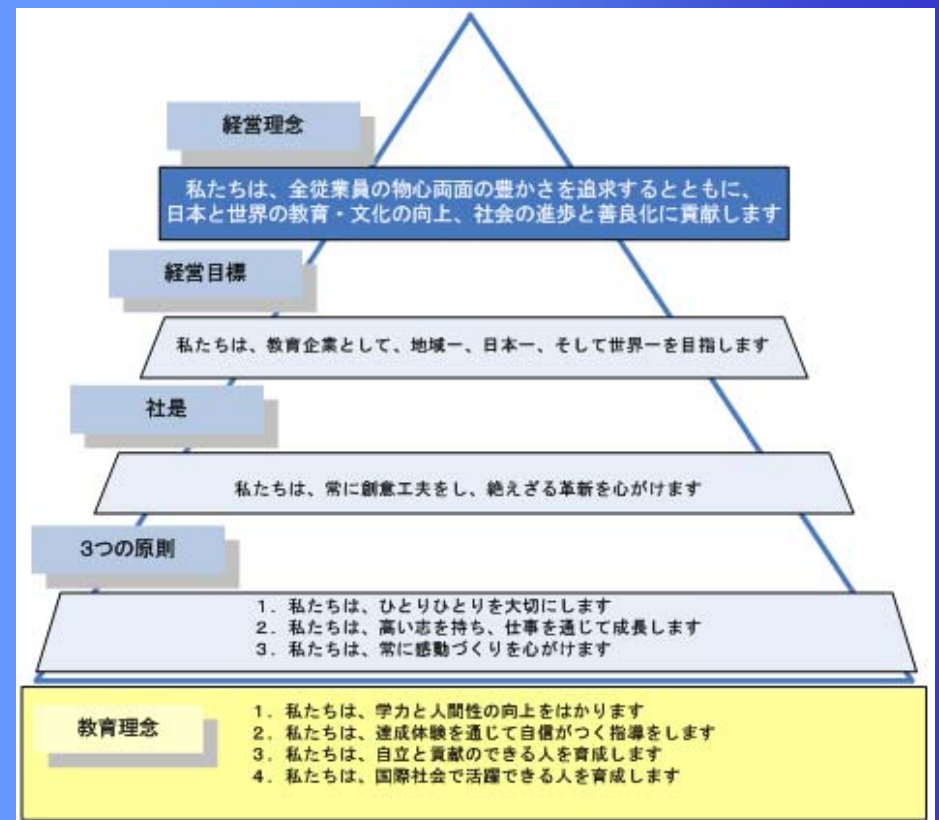 経営理念
私たちは、全従業員の物心両面の豊かさを追求するとともに、
日本と世界の教育・文化の向上、社会の進歩と善良化に貢献します
経営目標
私たちは、教育企業として、地域一、日本一、そして世界一を目指します
社是
私たちは、常に創意工夫をし、絶えざる革新を心がけます
3つの原則
1. 私たちは、ひとりひとりを大切にします
2. 私たちは、高い志を持ち、仕事を通じて成長します
3. 私たちは、常に感動づくりを心がけます
教育理念
1. 私たちは、学力と人間性の向上をはかります
2. 私たちは、達成体験を通じて自信がつく指導をします
3. 私たちは、自立と貢献のできる人を育成します
4. 私たちは、国際社会で活躍できる人を育成します